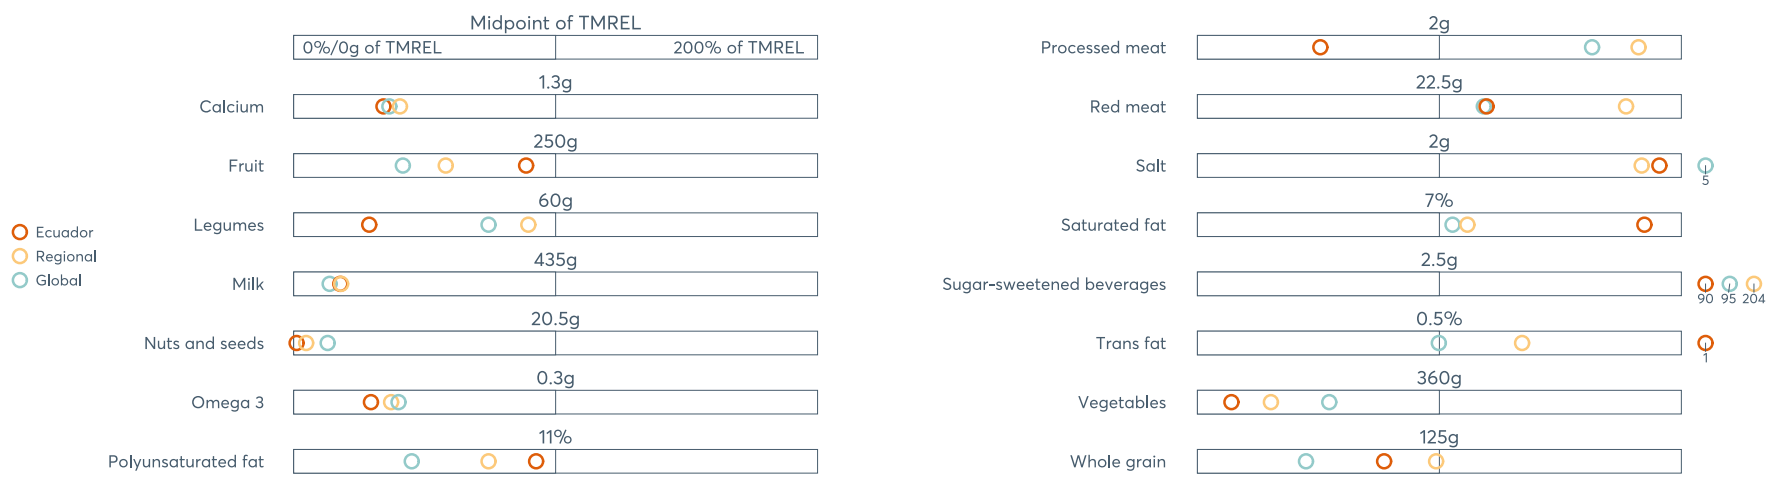 Midpoint of TMREL
0%/0g of TMREL
200% of TMREL
1.3g
Calcium
250g
Fruit
60g
Legumes
435g
Milk
20.5g
Nuts and seeds
0.3g
Omega 3
11%
Polyunsaturated fat
Ecuador
Regional
Global
2g
Processed meat
22.5g
Red meat
2g
Salt
5
7%
Saturated fat
2.5g
Sugar-sweetened beverages
90 95 204
0.5%
Trans fat
1
360g
Vegetables
125g
Whole grain